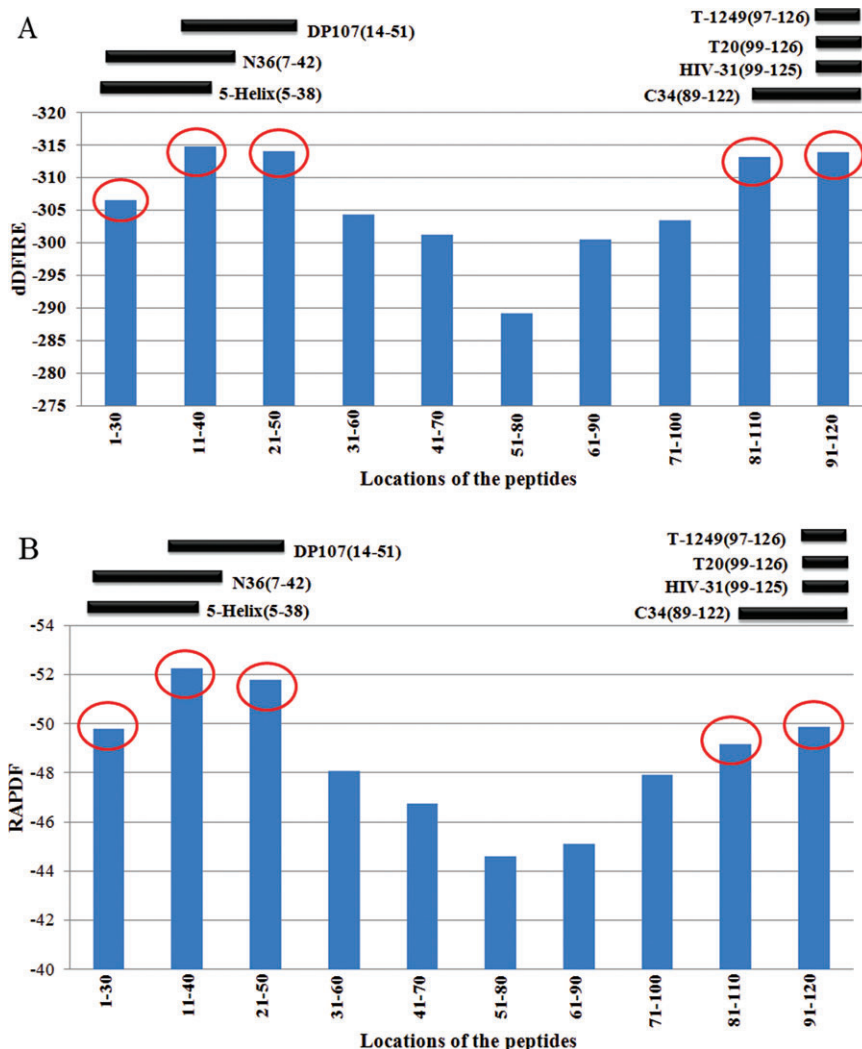 A
DP107(14-51)
N36(7-42)
5-Helix(5-38)
T-1249(97-126)
T20(99-126)
HIV-31(99-125)
C34(89-122)
dDFIRE
-320
-315
-310
-305
-300
-295
-290
-285
-280
-275
1-30
11-40
21-50
31-60
41-70
51-80
61-90
71-100
81-110
91-120
Locations of the peptides
B
DP107(14-51)
N36(7-42)
5-Helix(5-38)
T-1249(97-126)
T20(99-126)
HIV-31(99-125)
C34(89-122)
RAPDF
-54
-52
-50
-48
-46
-44
-42
-40
1-30
11-40
21-50
31-60
41-70
51-80
61-90
71-100
81-110
91-120
Locations of the peptides